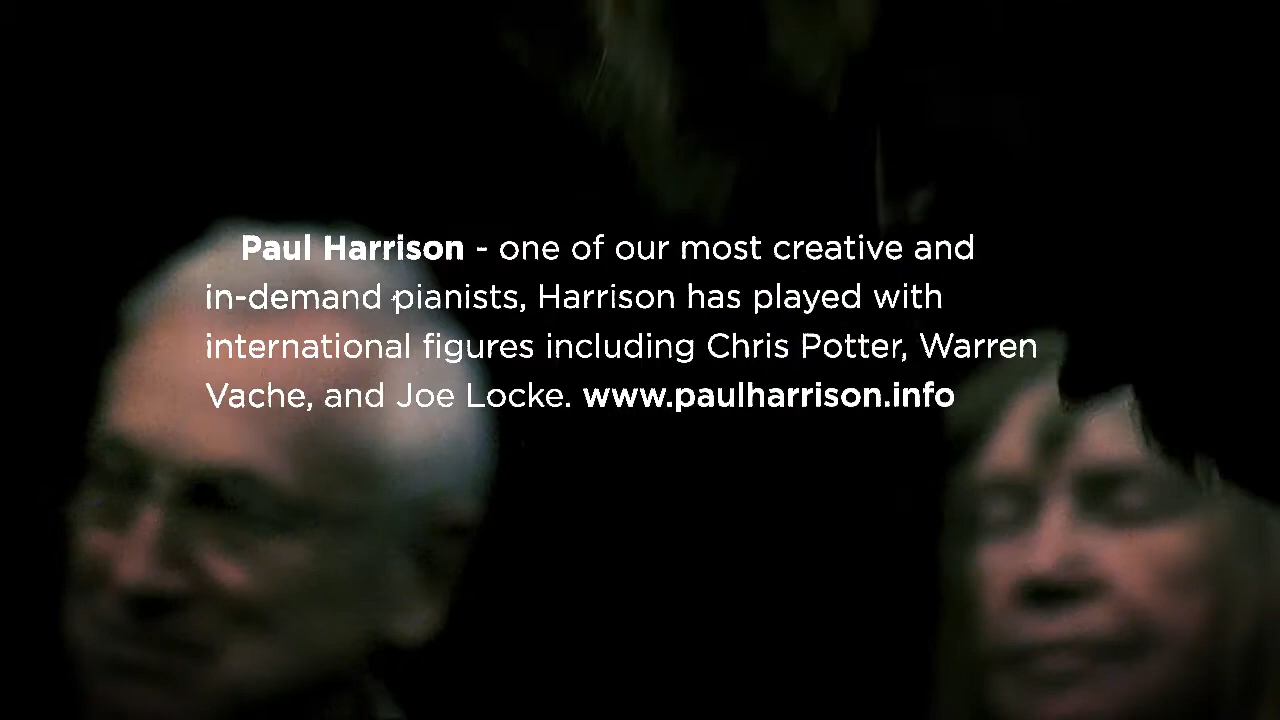 Paul Harrison - one of our most creative and
in-demand pianists, Harrison has played with
international figures including Chris Potter, Warren
Vache, and Joe Locke. www.paulharrison.info